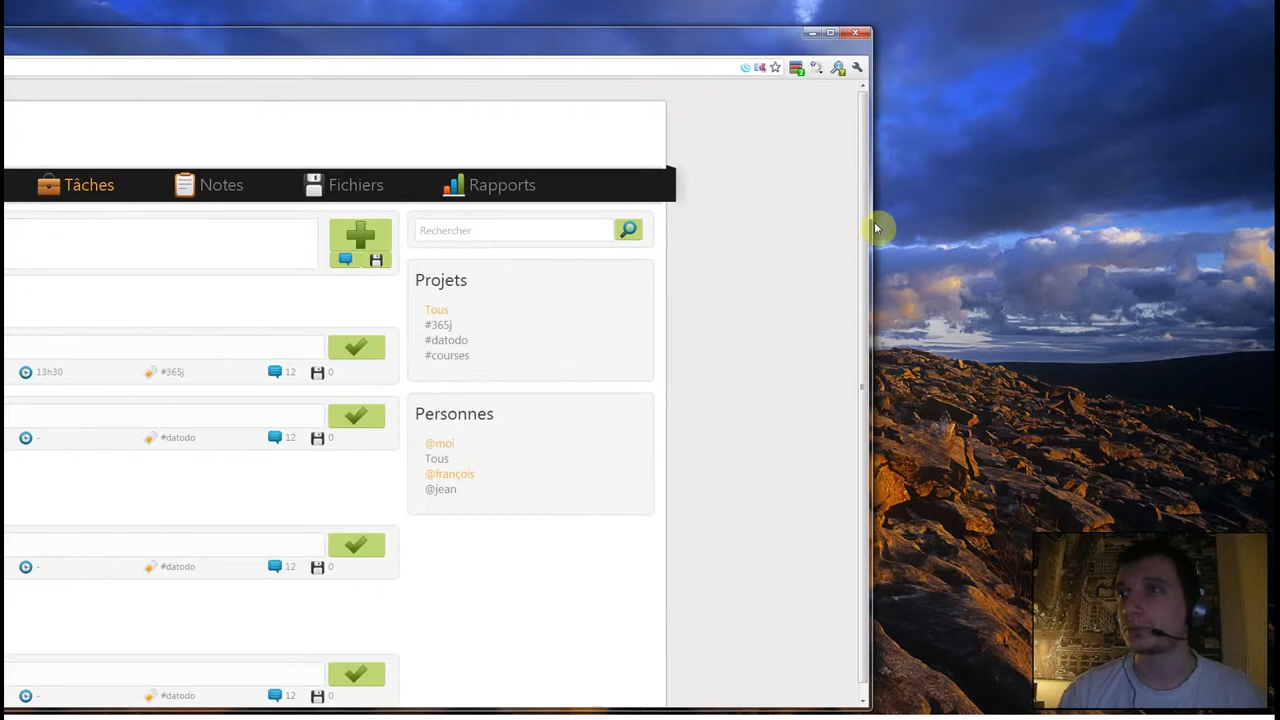 Tâches Notes Fichiers Rapports
Rechercher
Projets
Tous
#365j
#datodo
#courses
13h30 #365j 12 0
- #datodo 12 0
Personnes
@moi
Tous
@françois
@jean
- #datodo 12 0
- #datodo 12 0